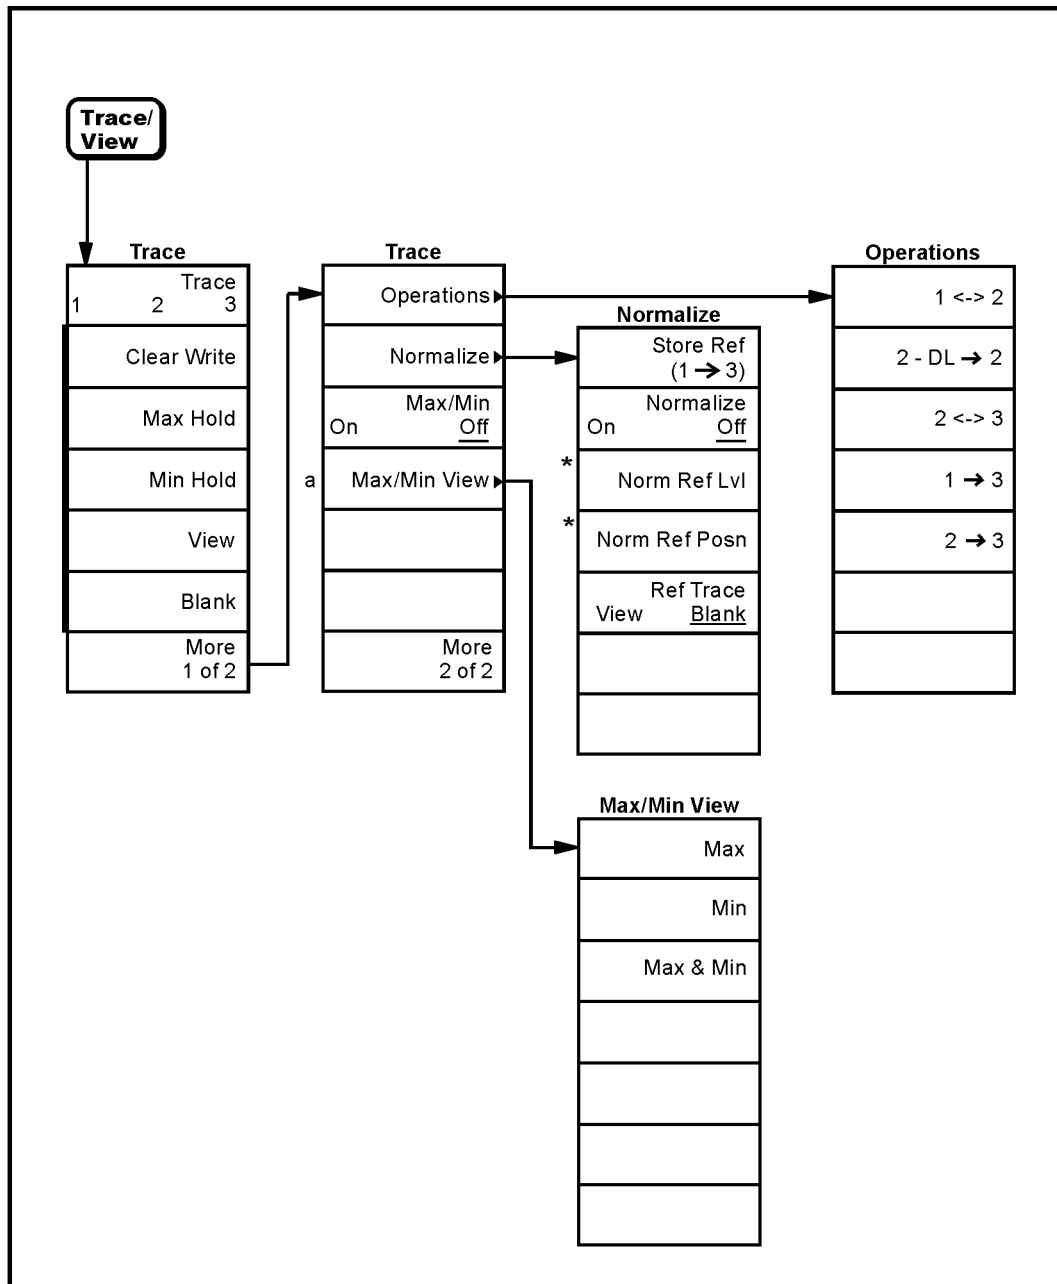 Trace/
View
Trace
Trace
1 2 3
Clear Write
Max Hold
Min Hold
View
Blank
More
1 of 2
Trace
Operations
Normalize
Max/Min
On Off
a Max/Min View
More
2 of 2
Normalize
Store Ref
(1 → 3)
Normalize
On Off
* Norm Ref Lvl
* Norm Ref Posn
Ref Trace
View Blank
Max/Min View
Max
Min
Max & Min
Operations
1 <-> 2
2 - DL → 2
2 <-> 3
1 → 3
2 → 3